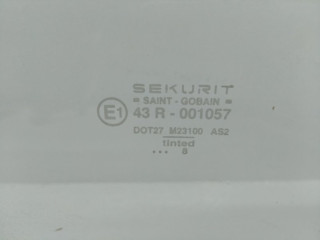 SEKURIT
= SAINT - GOBAIN =
E1 43 R - 001057
DOT27 M23100 AS2
tinted
... 8